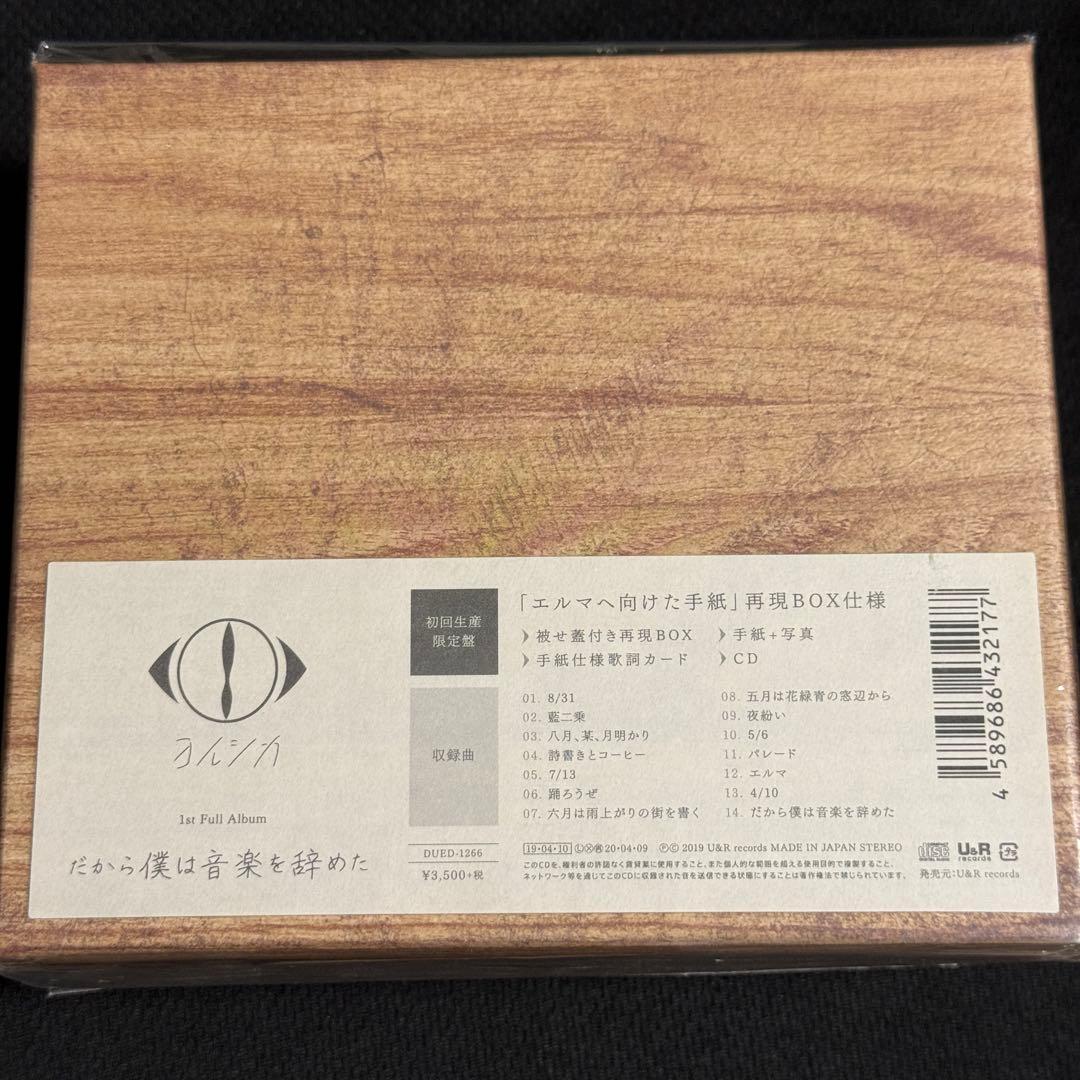 ヨルシカ
1st Full Album
だから僕は音楽を辞めた
初回生産
限定盤
収録曲
DUED-1266
¥3,500+税
「エルマへ向けた手紙」再現BOX仕様
被せ蓋付き再現BOX
手紙+写真
手紙仕様歌詞カード
CD
01. 8/31
02. 藍二乗
03. 八月、某、月明かり
04. 詩書きとコーヒー
05. 7/13
06. 踊ろうぜ
07. 六月は雨上がりの街を書く
08. 五月は花緑青の窓辺から
09. 夜紛い
10. 5/6
11. パレード
12. エルマ
13. 4/10
14. だから僕は音楽を辞めた
19・04・10 Ⓛ Ⓧ 20・04・09 ℗© 2019 U&R records MADE IN JAPAN STEREO
このCDを、権利者の許諾なく賃貸業に使用すること、また個人的な範囲を超える使用目的で複製すること、
ネットワーク等を通じてこのCDに収録された音を送信できる状態にすることは著作権法で禁じられています。
disc
DIGITAL AUDIO
U&R
records
発売元:U&R records
4 589686 432177